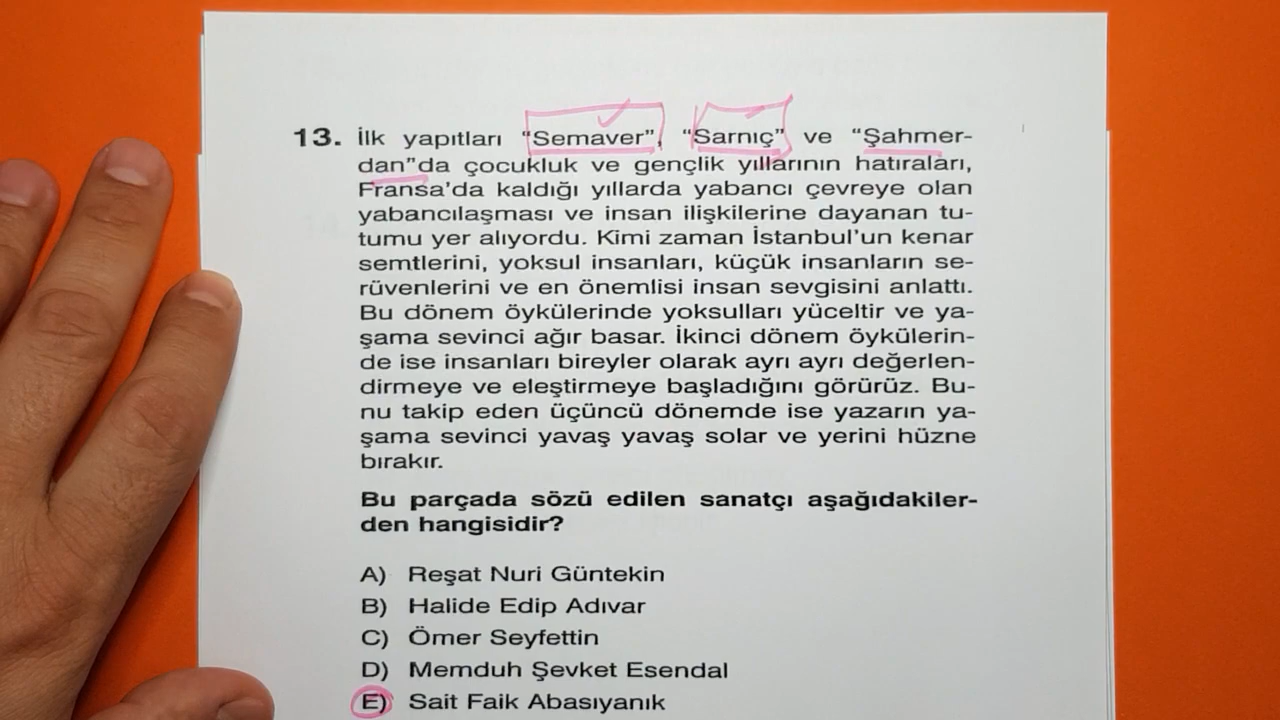 13. İlk yapıtları “Semaver”, “Sarnıç” ve “Şahmer-
dan”da çocukluk ve gençlik yıllarının hatıraları,
Fransa’da kaldığı yıllarda yabancı çevreye olan
yabancılaşması ve insan ilişkilerine dayanan tu-
tumu yer alıyordu. Kimi zaman İstanbul’un kenar
semtlerini, yoksul insanları, küçük insanların se-
rüvenlerini ve en önemlisi insan sevgisini anlattı.
Bu dönem öykülerinde yoksulları yüceltir ve ya-
şama sevinci ağır basar. İkinci dönem öykülerin-
de ise insanları bireyler olarak ayrı ayrı değerlen-
dirmeye ve eleştirmeye başladığını görürüz. Bu-
nu takip eden üçüncü dönemde ise yazarın ya-
şama sevinci yavaş yavaş solar ve yerini hüzne
bırakır.
Bu parçada sözü edilen sanatçı aşağıdakiler-
den hangisidir?
A) Reşat Nuri Güntekin
B) Halide Edip Adıvar
C) Ömer Seyfettin
D) Memduh Şevket Esendal
E) Sait Faik Abasıyanık